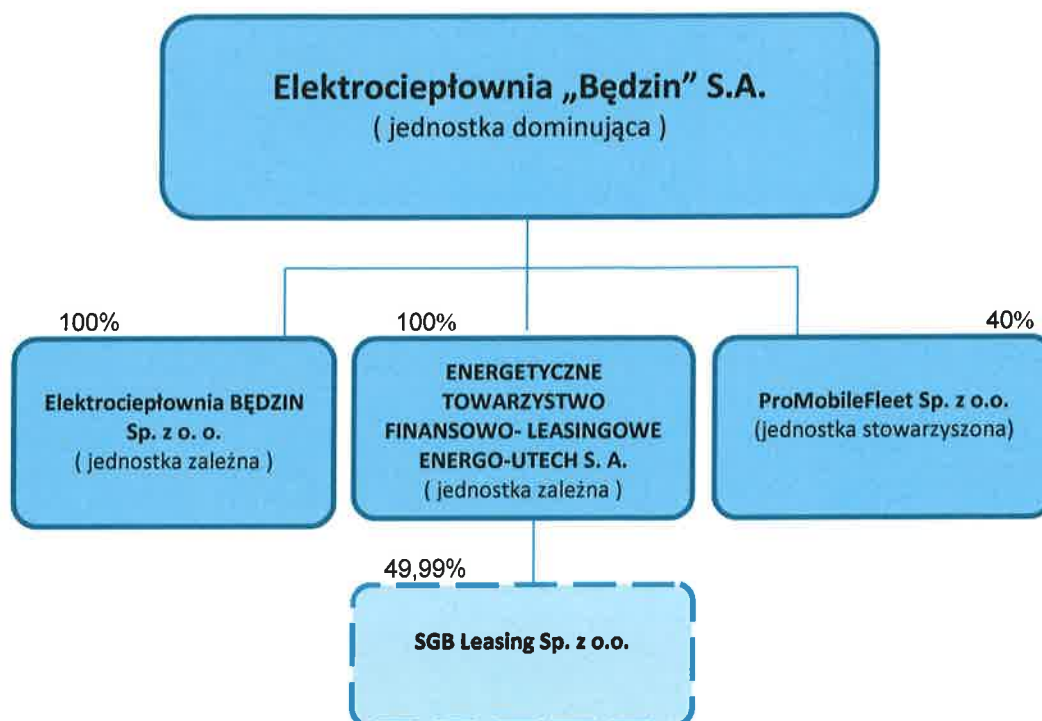 Elektrociepłownia „Będzin” S.A.
( jednostka dominująca )
100%
100%
40%
Elektrociepłownia BĘDZIN
Sp. z o. o.
( jednostka zależna )
ENERGETYCZNE
TOWARZYSTWO
FINANSOWO- LEASINGOWE
ENERGO-UTECH S. A.
( jednostka zależna )
ProMobileFleet Sp. z o.o.
(jednostka stowarzyszona)
49,99%
SGB Leasing Sp. z o.o.